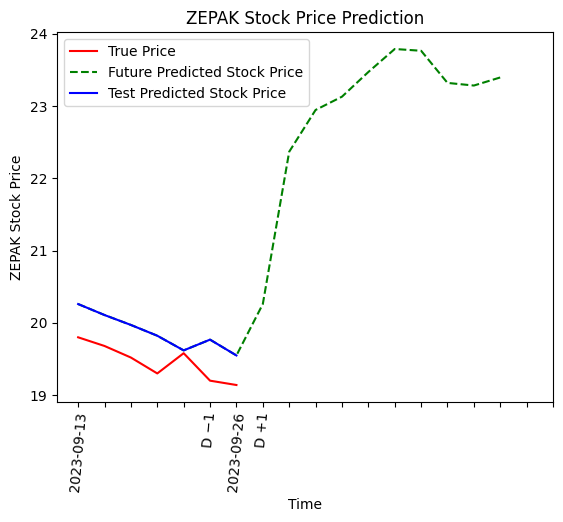 ZEPAK Stock Price Prediction
True Price
Future Predicted Stock Price
Test Predicted Stock Price
ZEPAK Stock Price
24
23
22
21
20
19
2023-09-13
D −1
2023-09-26
D +1
Time